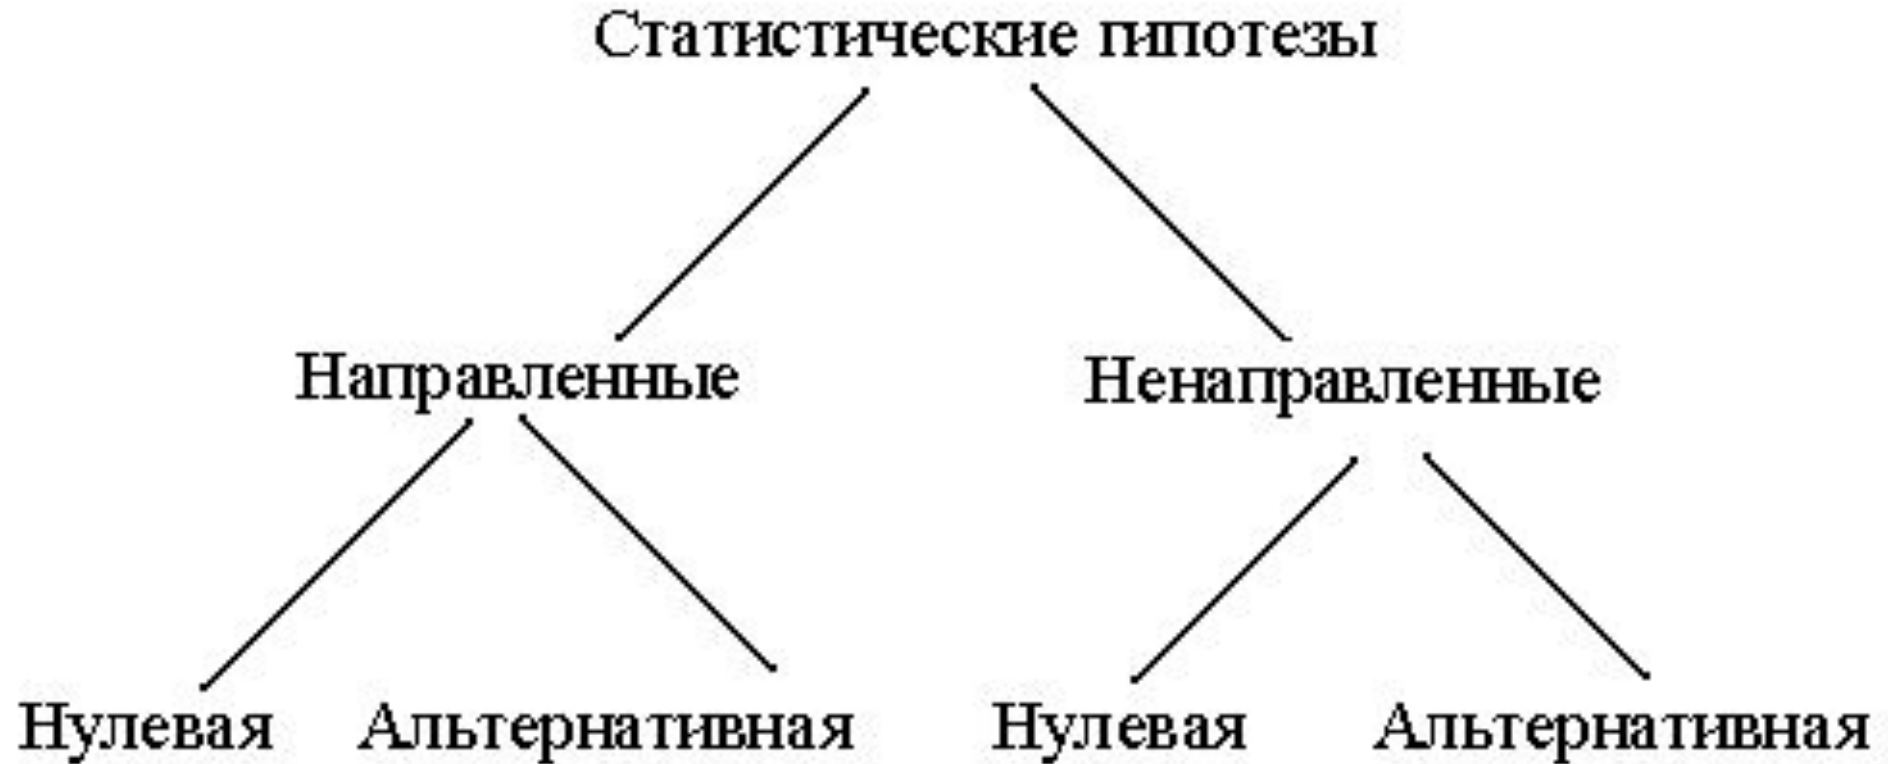 Статистические гипотезы
Направленные Ненаправленные
Нулевая Альтернативная Нулевая Альтернативная